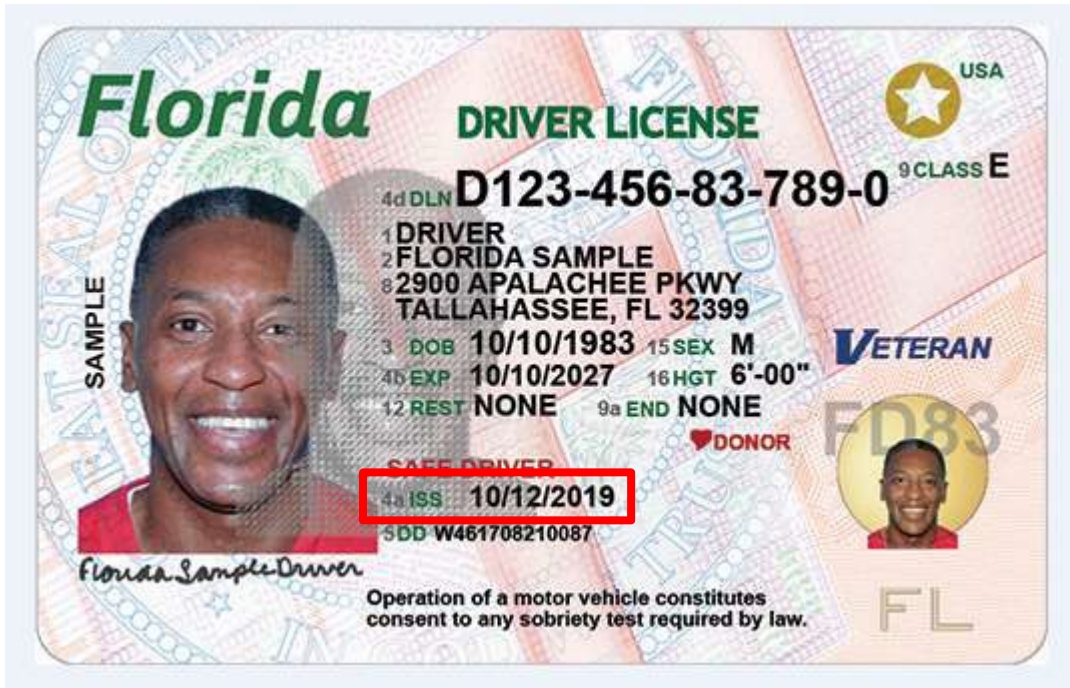 Florida
DRIVER LICENSE
USA
9 CLASS E
4d DLN D123-456-83-789-0
1 DRIVER
2 FLORIDA SAMPLE
8 2900 APALACHEE PKWY
TALLAHASSEE, FL 32399
3 DOB 10/10/1983 15 SEX M
4b EXP 10/10/2027 16 HGT 6'-00"
12 REST NONE 9a END NONE
DONOR
SAFE DRIVER
4a ISS 10/12/2019
5 DD W461708210087
SAMPLE
VETERAN
FD83
FL
Florida Sample Driver
Operation of a motor vehicle constitutes
consent to any sobriety test required by law.